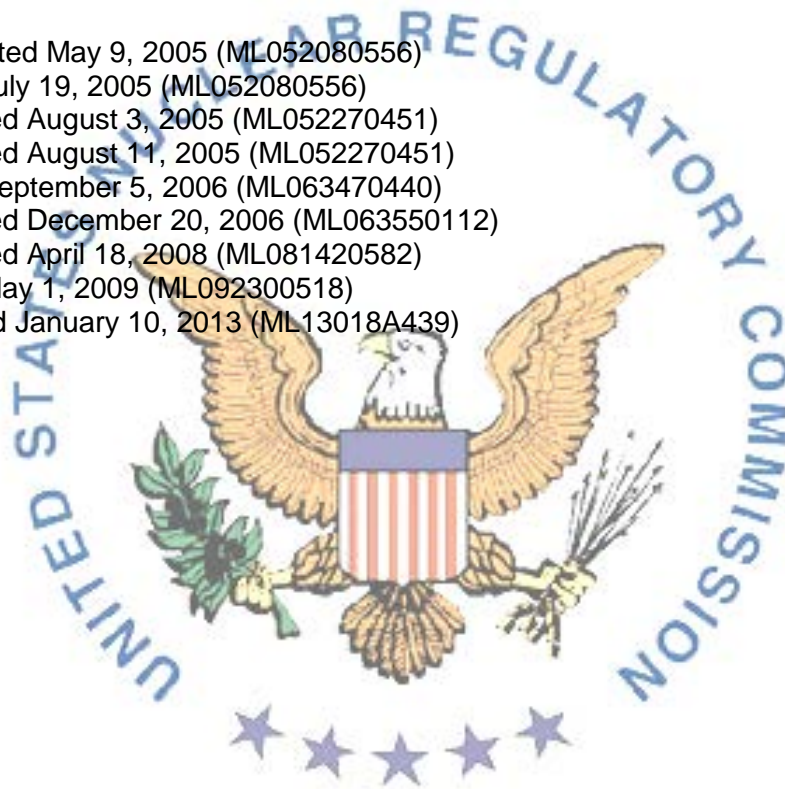 ted May 9, 2005 (ML052080556)
uly 19, 2005 (ML052080556)
ed August 3, 2005 (ML052270451)
ed August 11, 2005 (ML052270451)
eptember 5, 2006 (ML063470440)
ed December 20, 2006 (ML063550112)
ed April 18, 2008 (ML081420582)
ay 1, 2009 (ML092300518)
d January 10, 2013 (ML13018A439)
UNITED STATES NUCLEAR REGULATORY COMMISSION